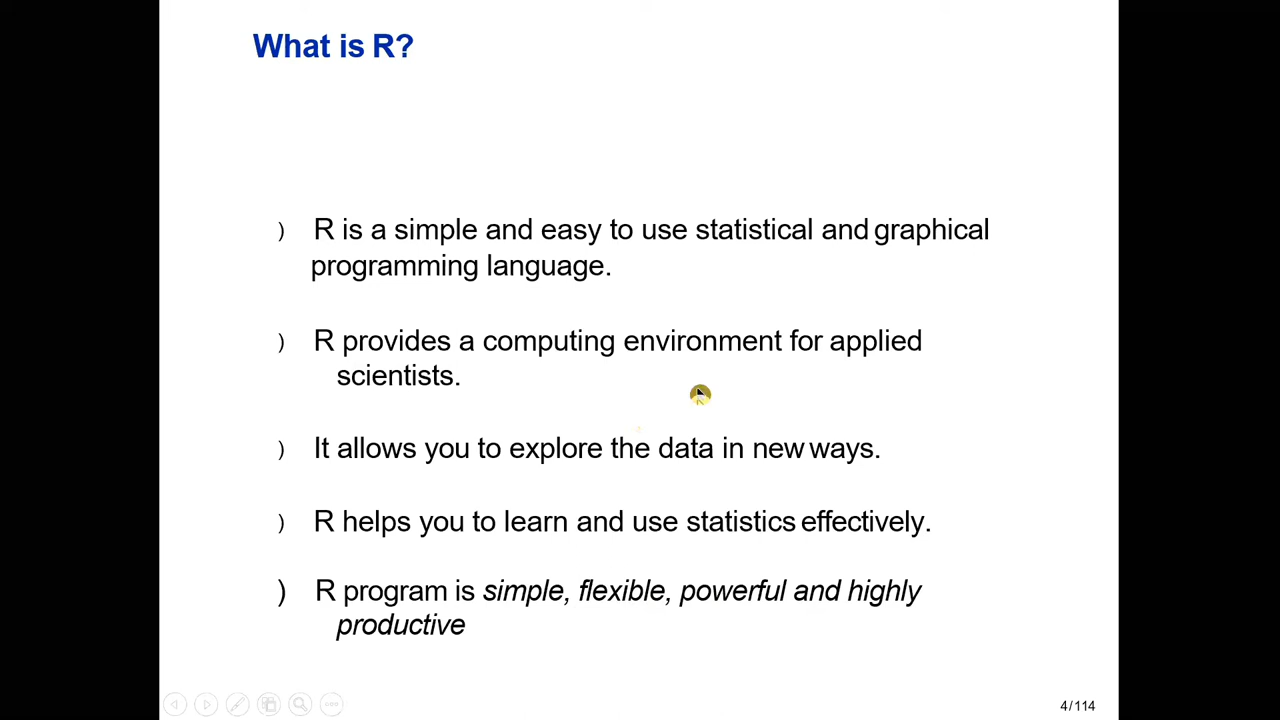 What is R?
) R is a simple and easy to use statistical and graphical
programming language.
) R provides a computing environment for applied
scientists.
) It allows you to explore the data in new ways.
) R helps you to learn and use statistics effectively.
) R program is simple, flexible, powerful and highly
productive
4/114